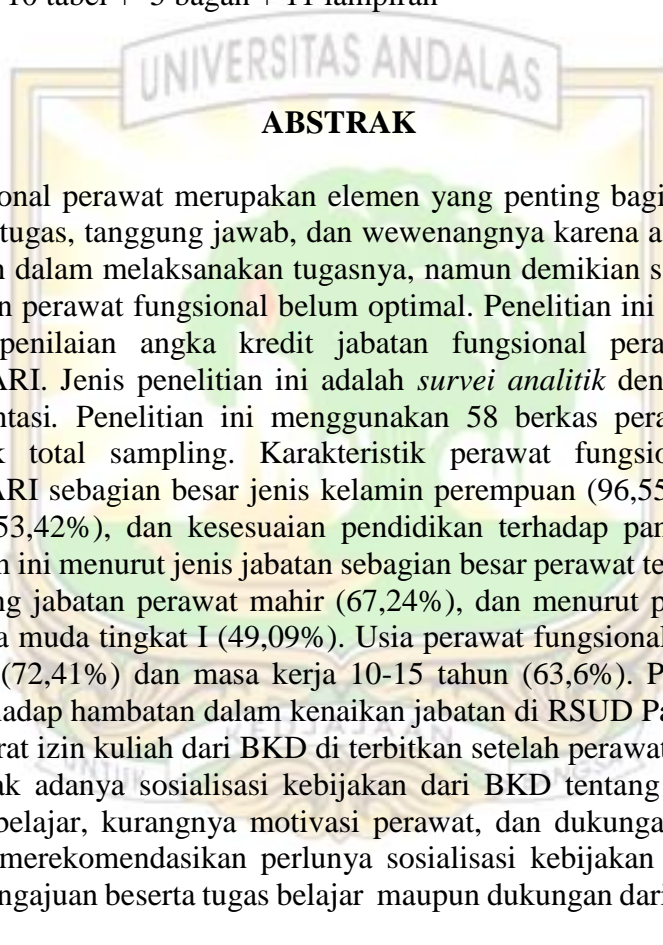 10 tabel + 3 bagan + 11 lampiran
UNIVERSITAS ANDALAS
ABSTRAK
onal perawat merupakan elemen yang penting bagi
tugas, tanggung jawab, dan wewenangnya karena a
n dalam melaksanakan tugasnya, namun demikian s
n perawat fungsional belum optimal. Penelitian ini
penilaian angka kredit jabatan fungsional pera
ARI. Jenis penelitian ini adalah survei analitik den
ntasi. Penelitian ini menggunakan 58 berkas pera
k total sampling. Karakteristik perawat fungsio
ARI sebagian besar jenis kelamin perempuan (96,55
53,42%), dan kesesuaian pendidikan terhadap pan
n ini menurut jenis jabatan sebagian besar perawat te
ng jabatan perawat mahir (67,24%), dan menurut p
a muda tingkat I (49,09%). Usia perawat fungsional
(72,41%) dan masa kerja 10-15 tahun (63,6%). P
hadap hambatan dalam kenaikan jabatan di RSUD Pa
rat izin kuliah dari BKD di terbitkan setelah perawat
ak adanya sosialisasi kebijakan dari BKD tentang
belajar, kurangnya motivasi perawat, dan dukunga
merekomendasikan perlunya sosialisasi kebijakan
ngajuan beserta tugas belajar maupun dukungan dari
KEDJAJAAN
UNTUK
BANGSA